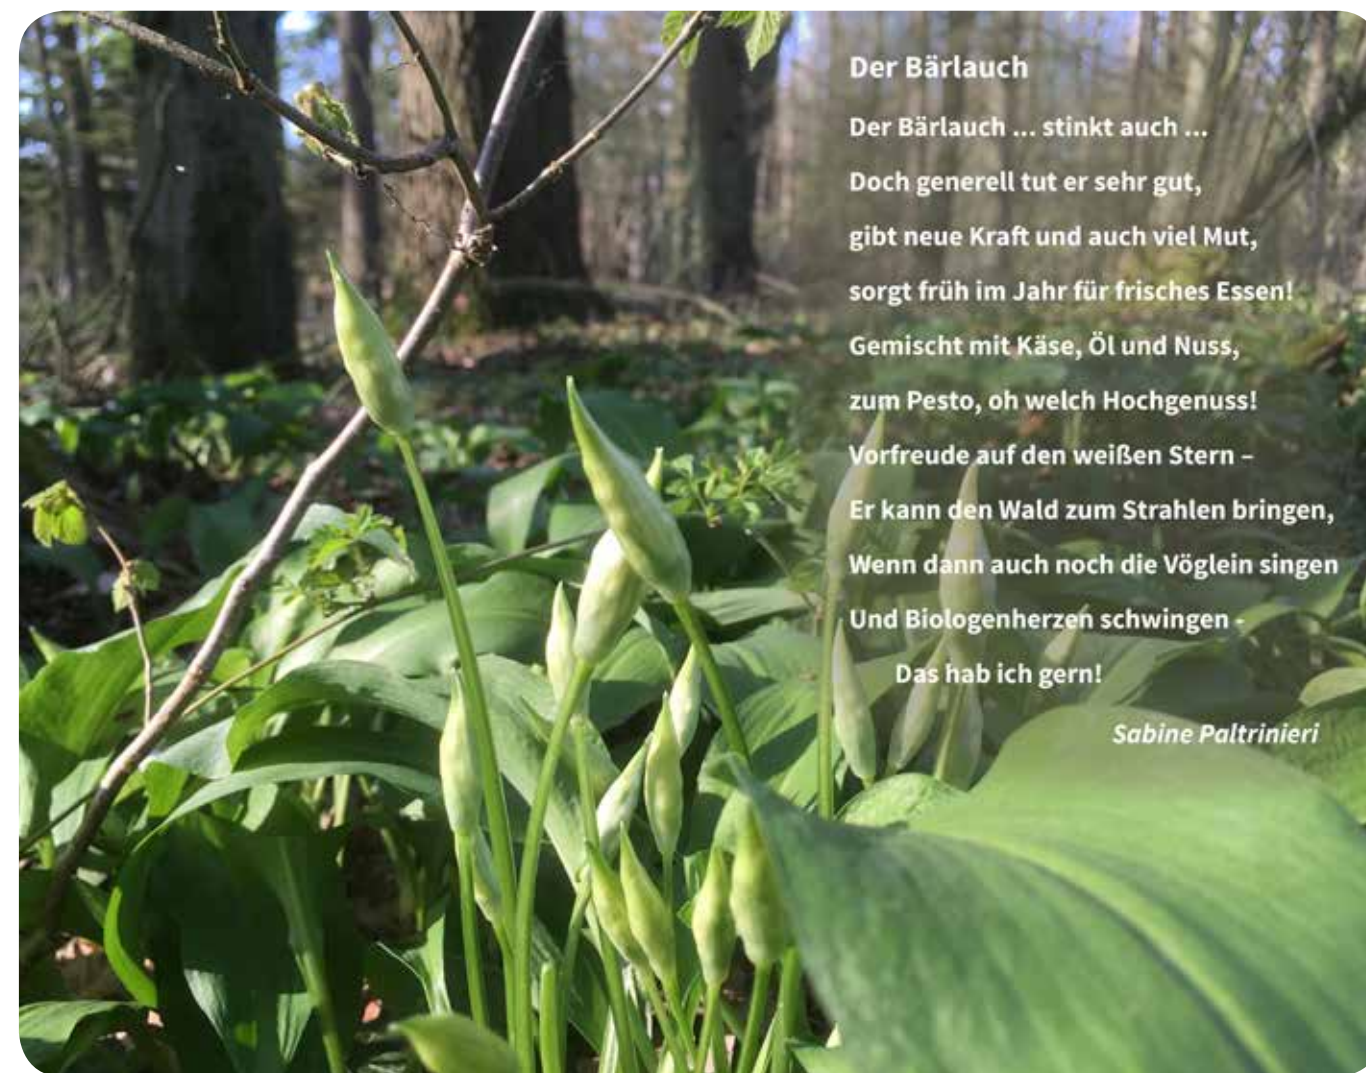 Der Bärlauch
Der Bärlauch ... stinkt auch ...
Doch generell tut er sehr gut,
gibt neue Kraft und auch viel Mut,
sorgt früh im Jahr für frisches Essen!
Gemischt mit Käse, Öl und Nuss,
zum Pesto, oh welch Hochgenuss!
Vorfreude auf den weißen Stern –
Er kann den Wald zum Strahlen bringen,
Wenn dann auch noch die Vöglein singen
Und Biologenherzen schwingen -
Das hab ich gern!
Sabine Paltrinieri